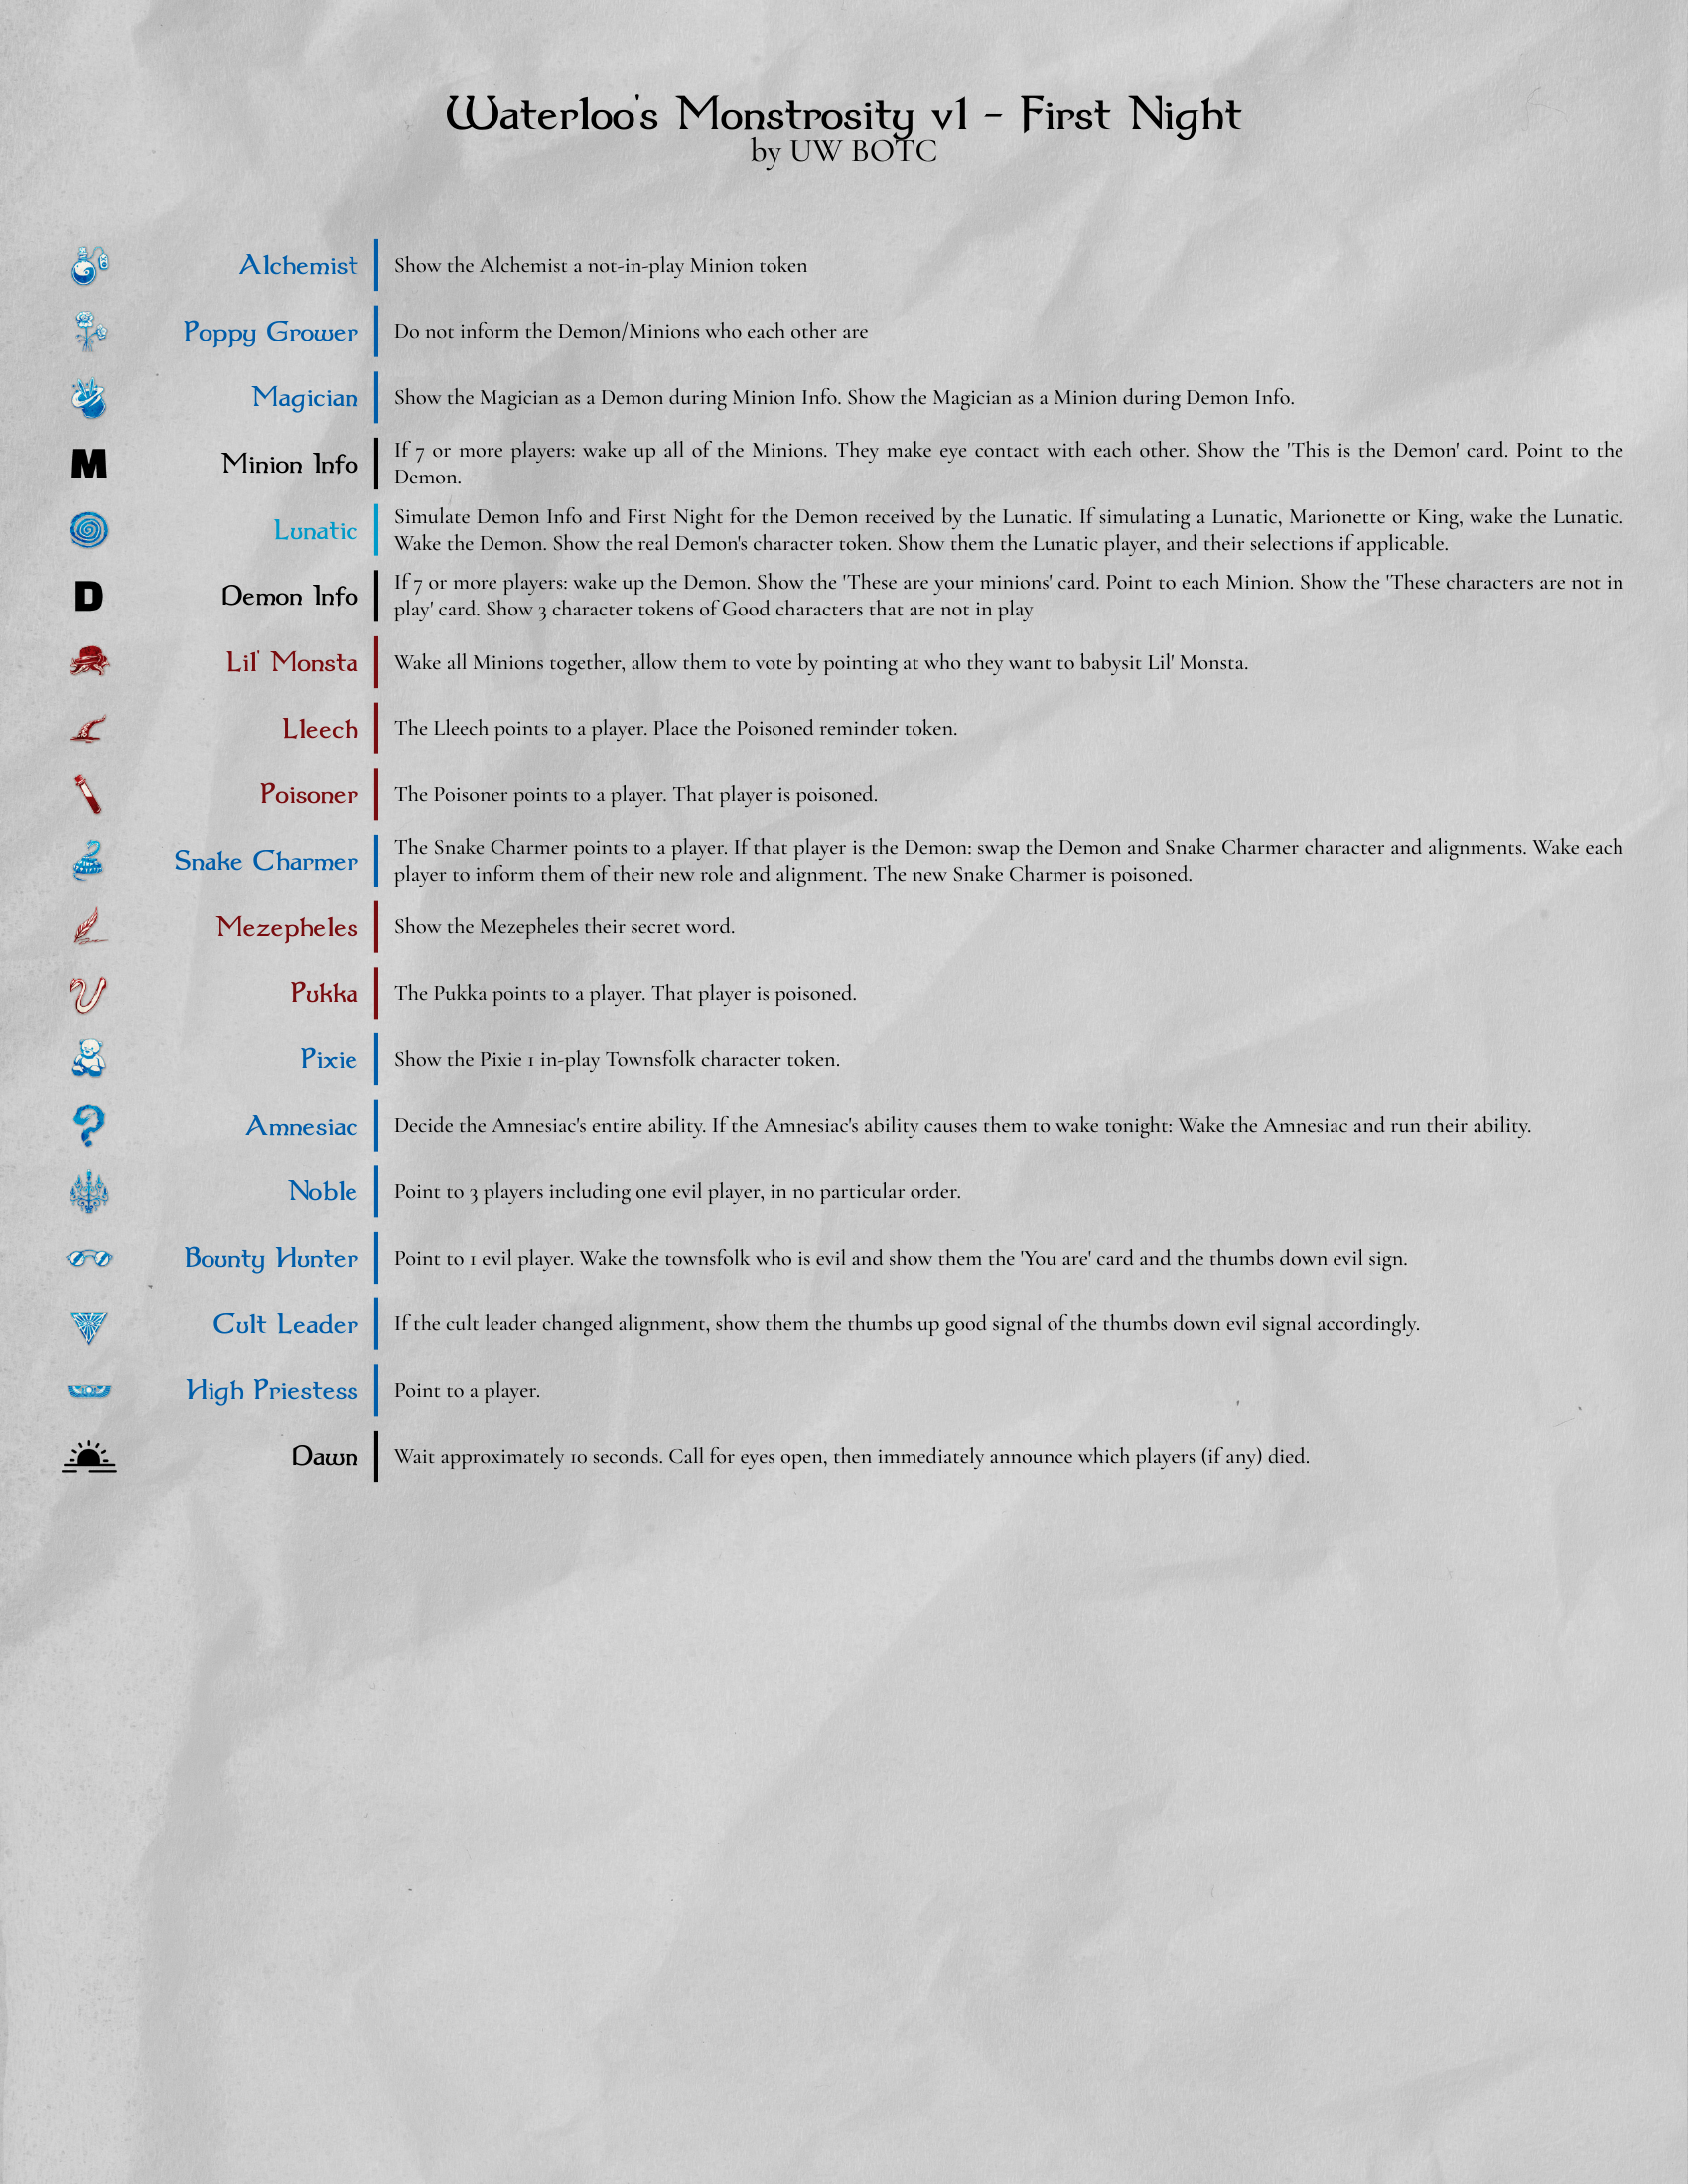 Waterloo's Monstrosity v1 - First Night
by UW BOTC
Alchemist
Show the Alchemist a not-in-play Minion token
Poppy Grower
Do not inform the Demon/Minions who each other are
Magician
Show the Magician as a Demon during Minion Info. Show the Magician as a Minion during Demon Info.
M
Minion Info
If 7 or more players: wake up all of the Minions. They make eye contact with each other. Show the 'This is the Demon' card. Point to the
Demon.
Lunatic
Simulate Demon Info and First Night for the Demon received by the Lunatic. If simulating a Lunatic, Marionette or King, wake the Lunatic.
Wake the Demon. Show the real Demon's character token. Show them the Lunatic player, and their selections if applicable.
D
Demon Info
If 7 or more players: wake up the Demon. Show the 'These are your minions' card. Point to each Minion. Show the 'These characters are not in
play' card. Show 3 character tokens of Good characters that are not in play
Lil' Monsta
Wake all Minions together, allow them to vote by pointing at who they want to babysit Lil' Monsta.
Lleech
The Lleech points to a player. Place the Poisoned reminder token.
Poisoner
The Poisoner points to a player. That player is poisoned.
Snake Charmer
The Snake Charmer points to a player. If that player is the Demon: swap the Demon and Snake Charmer character and alignments. Wake each
player to inform them of their new role and alignment. The new Snake Charmer is poisoned.
Mezepheles
Show the Mezepheles their secret word.
Pukka
The Pukka points to a player. That player is poisoned.
Pixie
Show the Pixie 1 in-play Townsfolk character token.
Amnesiac
Decide the Amnesiac's entire ability. If the Amnesiac's ability causes them to wake tonight: Wake the Amnesiac and run their ability.
Noble
Point to 3 players including one evil player, in no particular order.
Bounty Hunter
Point to 1 evil player. Wake the townsfolk who is evil and show them the 'You are' card and the thumbs down evil sign.
Cult Leader
If the cult leader changed alignment, show them the thumbs up good signal of the thumbs down evil signal accordingly.
High Priestess
Point to a player.
Dawn
Wait approximately 10 seconds. Call for eyes open, then immediately announce which players (if any) died.